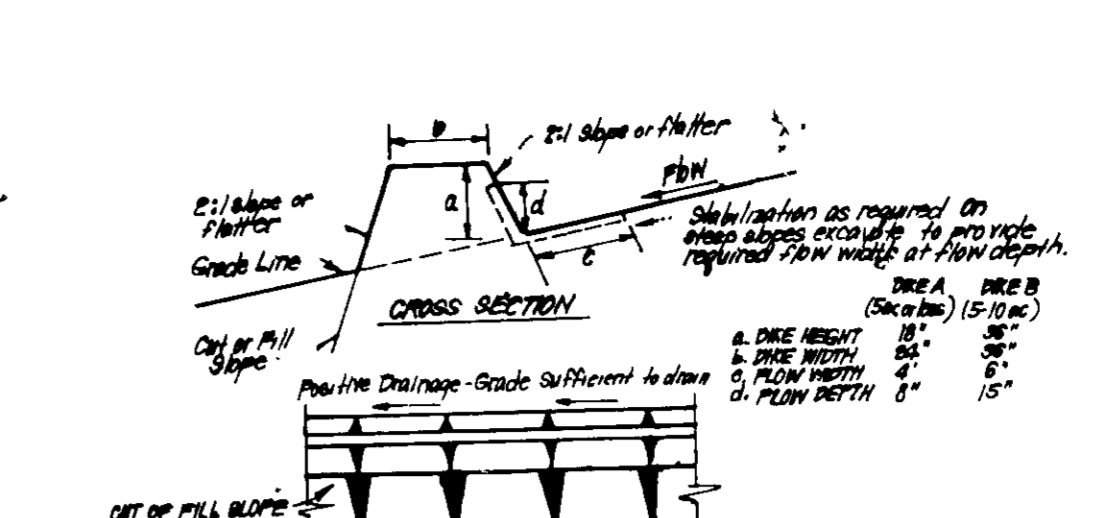 b
2:1 slope or flatter
Flow
2:1 slope or
flatter
a
d
Stabilization as required on
steep slopes excavate to provide
required flow width at flow depth.
Grade Line
c
CROSS SECTION
Cut or Fill
Slope
DIKE A DIKE B
(5ac or less) (5-10 ac)
a. DIKE HEIGHT 18" 36"
b. DIKE WIDTH 24" 36"
c. FLOW WIDTH 4' 6'
d. FLOW DEPTH 8" 15"
Positive Drainage-Grade Sufficient to drain
CUT OF FILL SLOPE